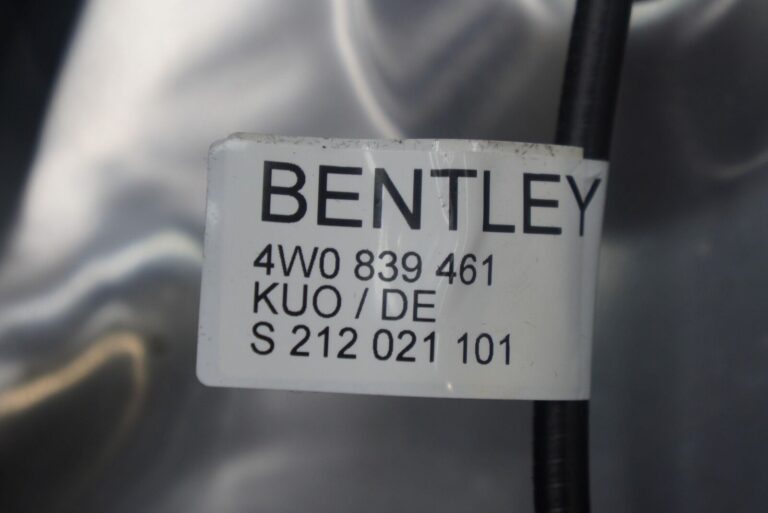 BENTLEY
4W0 839 461
KUO / DE
S 212 021 101